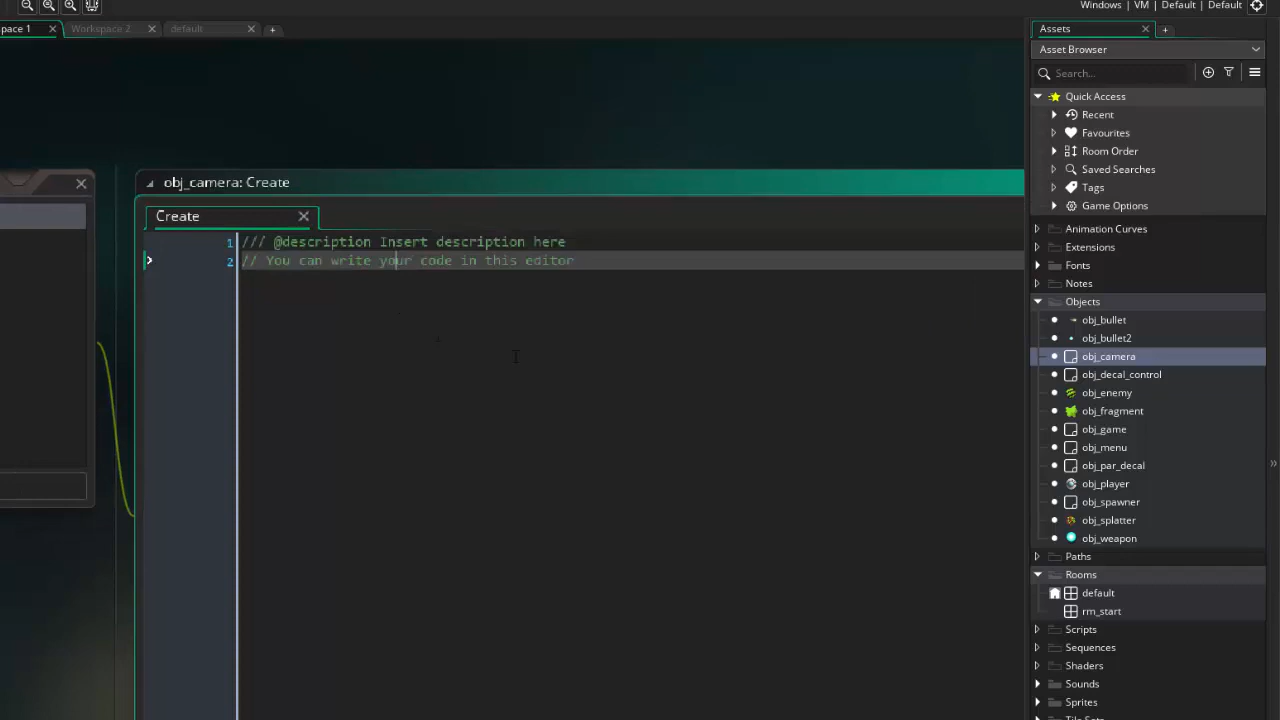 Windows | VM | Default | Default
space 1
Workspace 2
default
Assets
Asset Browser
Search...
Quick Access
Recent
Favourites
Room Order
Saved Searches
Tags
Game Options
Animation Curves
Extensions
Fonts
Notes
Objects
obj_bullet
obj_bullet2
obj_camera
obj_decal_control
obj_enemy
obj_fragment
obj_game
obj_menu
obj_par_decal
obj_player
obj_spawner
obj_splatter
obj_weapon
Paths
Rooms
default
rm_start
Scripts
Sequences
Shaders
Sounds
Sprites
obj_camera: Create
Create
1 /// @description Insert description here
2 // You can write your code in this editor